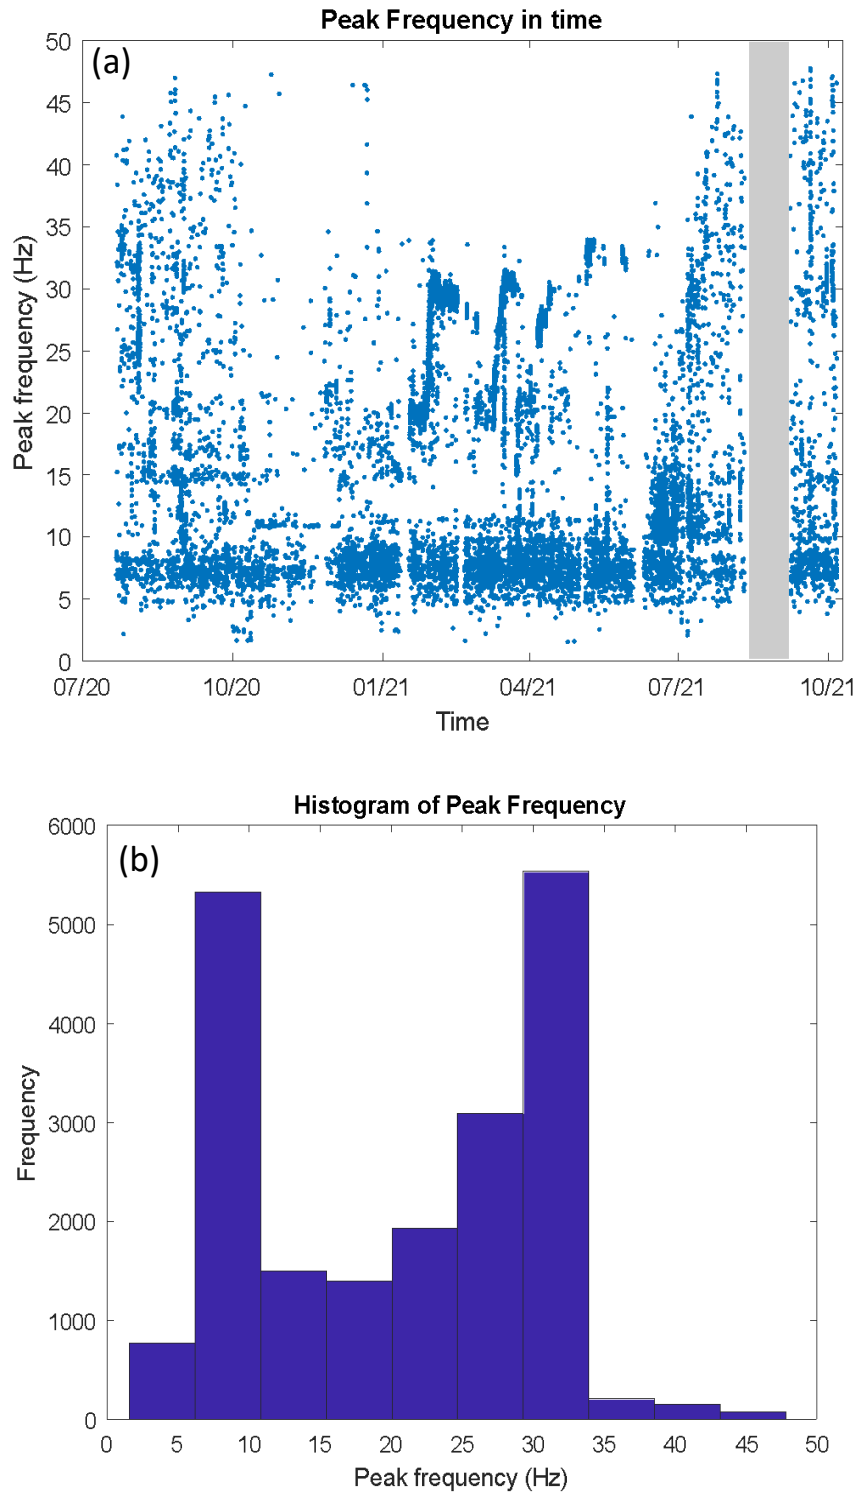 Peak Frequency in time
(a)
50
45
40
35
30
25
20
15
10
5
0
Peak frequency (Hz)
07/20 10/20 01/21 04/21 07/21 10/21
Time
Histogram of Peak Frequency
(b)
6000
5000
4000
3000
2000
1000
0
Frequency
0 5 10 15 20 25 30 35 40 45 50
Peak frequency (Hz)